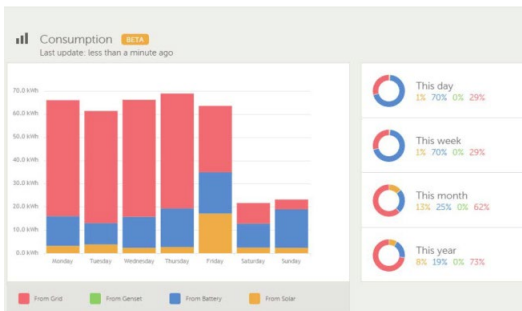 Consumption BETA
Last update: less than a minute ago
70.0 kWh
60.0 kWh
50.0 kWh
40.0 kWh
30.0 kWh
20.0 kWh
10.0 kWh
0.0 kWh
Monday Tuesday Wednesday Thursday Friday Saturday Sunday
From Grid From Genset From Battery From Solar
This day
1% 70% 0% 29%
This week
1% 70% 0% 29%
This month
13% 25% 0% 62%
This year
8% 19% 0% 73%